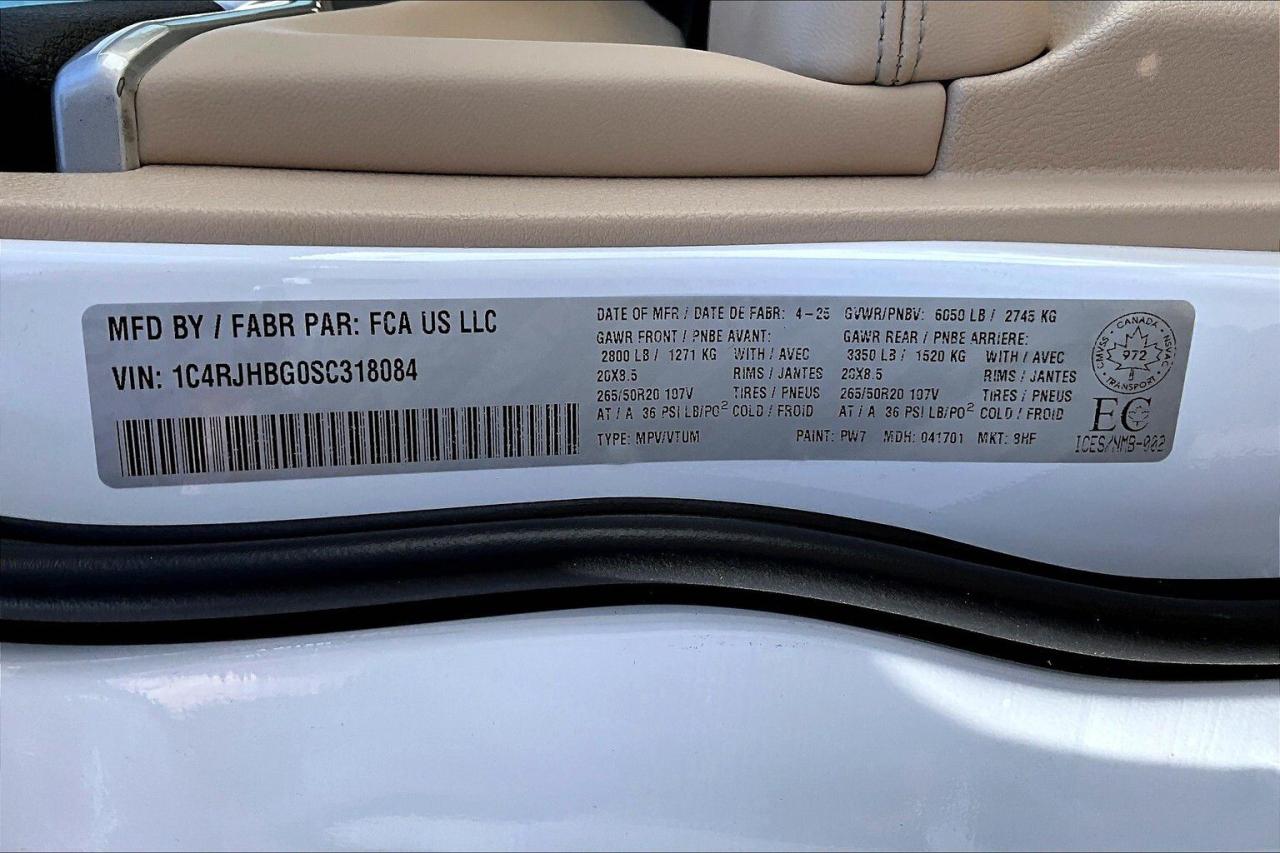 MFD BY / FABR PAR: FCA US LLC
VIN: 1C4RJHBG0SC318084
DATE OF MFR / DATE DE FABR: 4-25 GVWR/PNBV: 6050 LB / 2745 KG
GAWR FRONT / PNBE AVANT: GAWR REAR / PNBE ARRIERE:
2800 LB / 1271 KG WITH / AVEC 3350 LB / 1520 KG WITH / AVEC
20X8.5 RIMS / JANTES 20X8.5 RIMS / JANTES
265/50R20 107V TIRES / PNEUS 265/50R20 107V TIRES / PNEUS
AT / A 36 PSI LB/PO² COLD / FROID AT / A 36 PSI LB/PO² COLD / FROID
TYPE: MPV/VTUM PAINT: PW7 MDH: 041701 MKT: 8HF
CANADA
CMVSS 972 NSVAC
TRANSPORT
EC
ICES/NMB-002